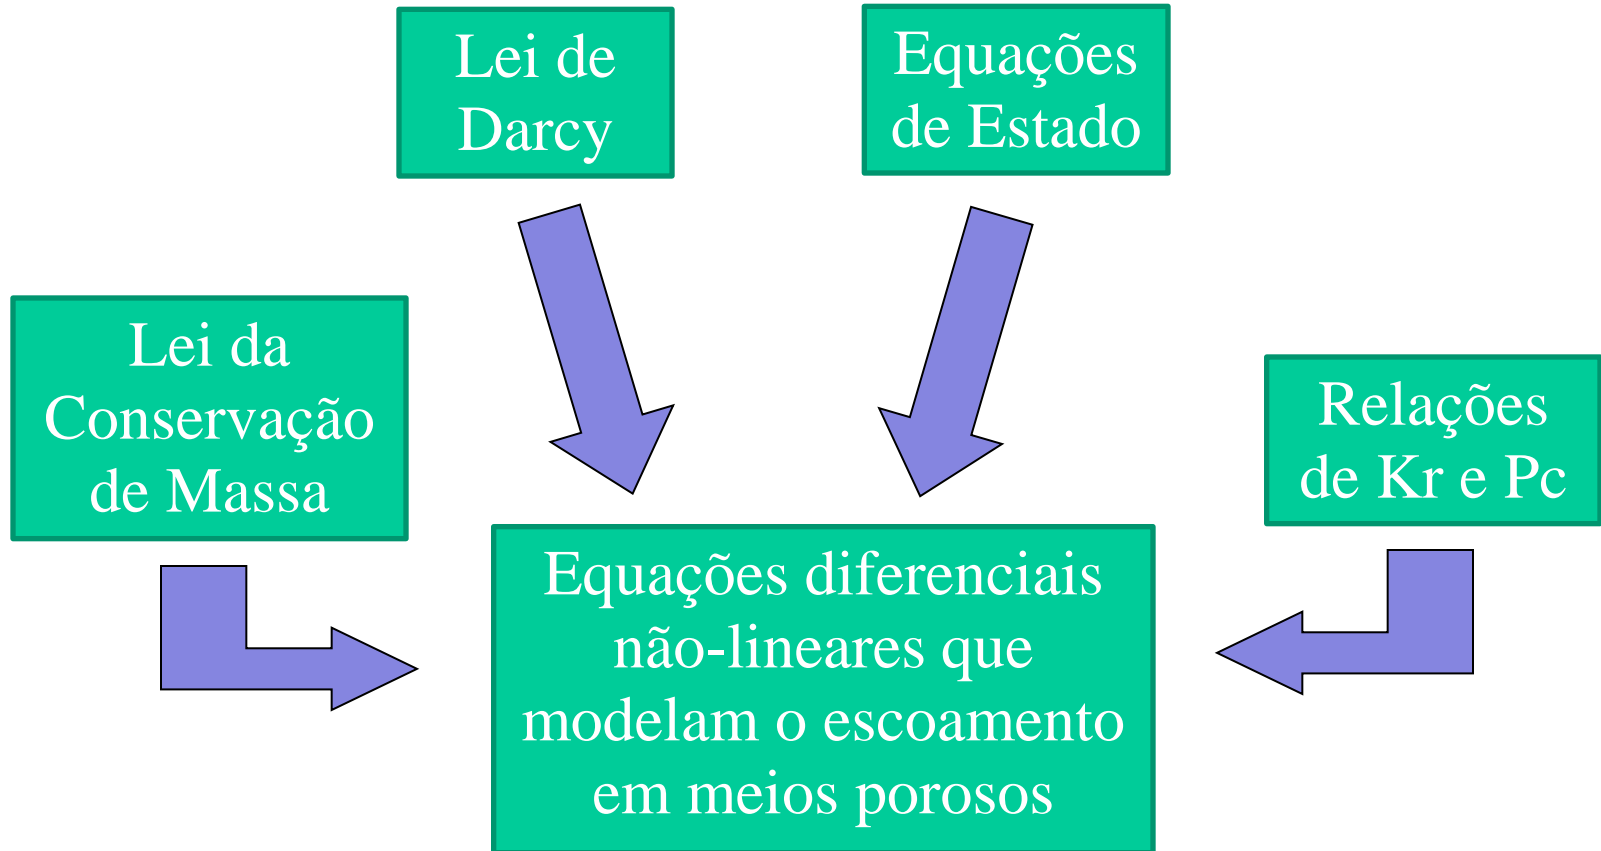 Lei de
Darcy
Equações
de Estado
Lei da
Conservação
de Massa
Relações
de Kr e Pc
Equações diferenciais
não-lineares que
modelam o escoamento
em meios porosos